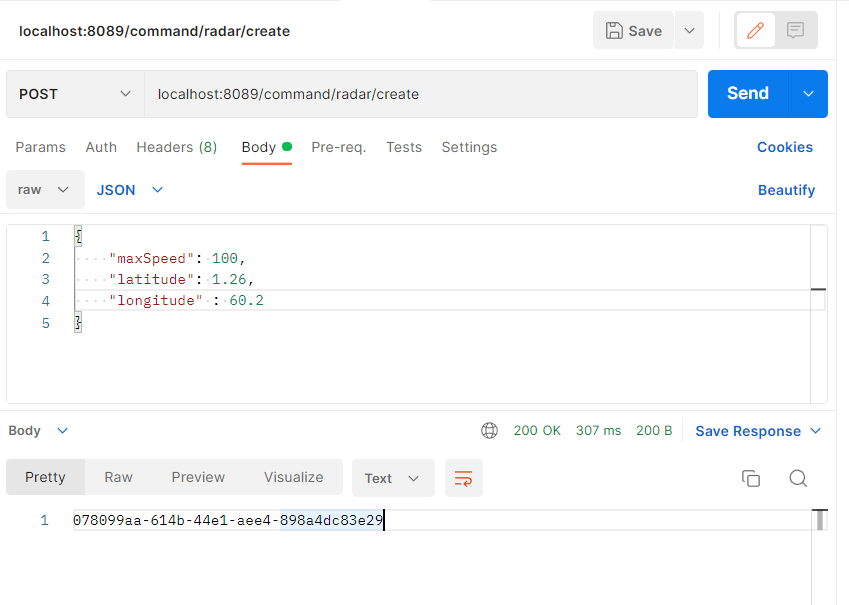 localhost:8089/command/radar/create
Save
POST
localhost:8089/command/radar/create
Send
Params Auth Headers (8) Body Pre-req. Tests Settings Cookies
raw JSON Beautify
1 {
2 "maxSpeed": 100,
3 "latitude": 1.26,
4 "longitude" : 60.2
5 }
Body 200 OK 307 ms 200 B Save Response
Pretty Raw Preview Visualize Text
1 078099aa-614b-44e1-aee4-898a4dc83e29